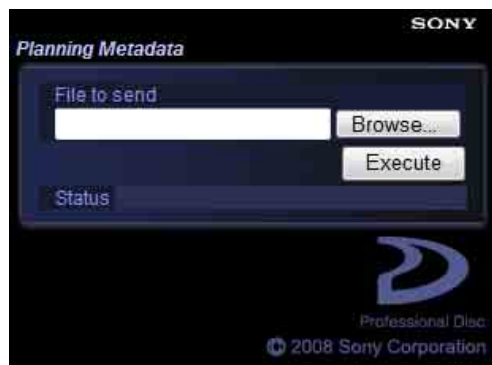 SONY
Planning Metadata
File to send
Browse...
Execute
Status
Professional Disc
© 2008 Sony Corporation